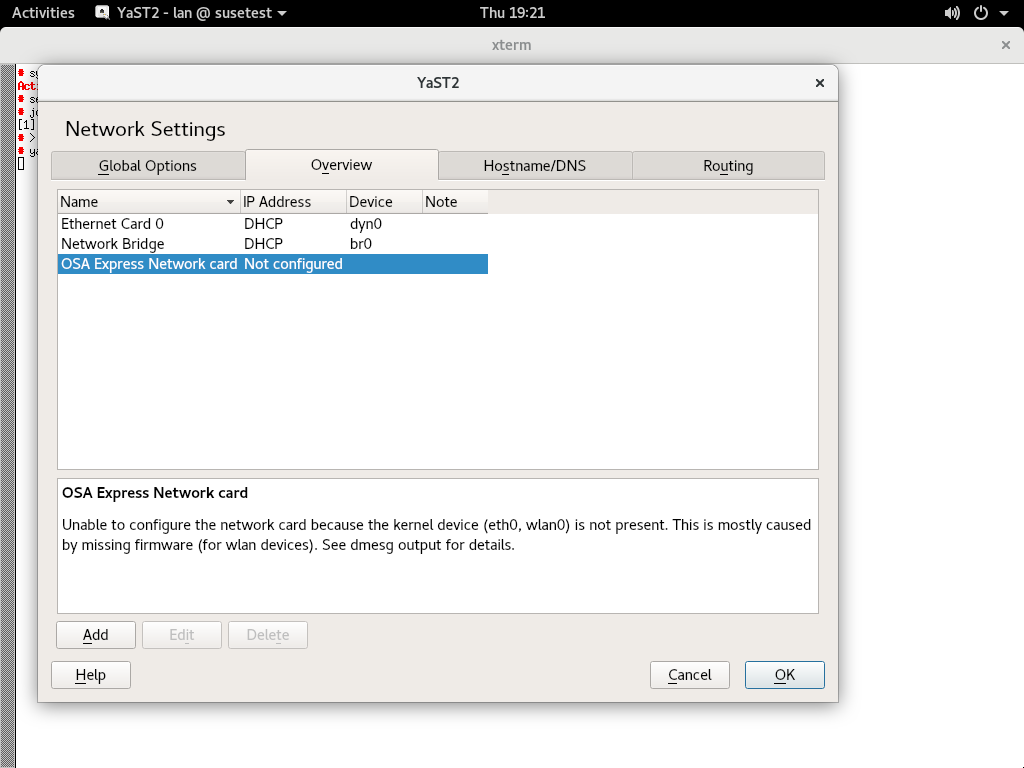 Activities YaST2 - lan @ susetest Thu 19:21
xterm
# sy
Acti
# se
# jo
[1]
# >
# ya
YaST2
Network Settings
Global Options Overview Hostname/DNS Routing
Name IP Address Device Note
Ethernet Card 0 DHCP dyn0
Network Bridge DHCP br0
OSA Express Network card Not configured
OSA Express Network card
Unable to configure the network card because the kernel device (eth0, wlan0) is not present. This is mostly caused
by missing firmware (for wlan devices). See dmesg output for details.
Add Edit Delete
Help Cancel OK